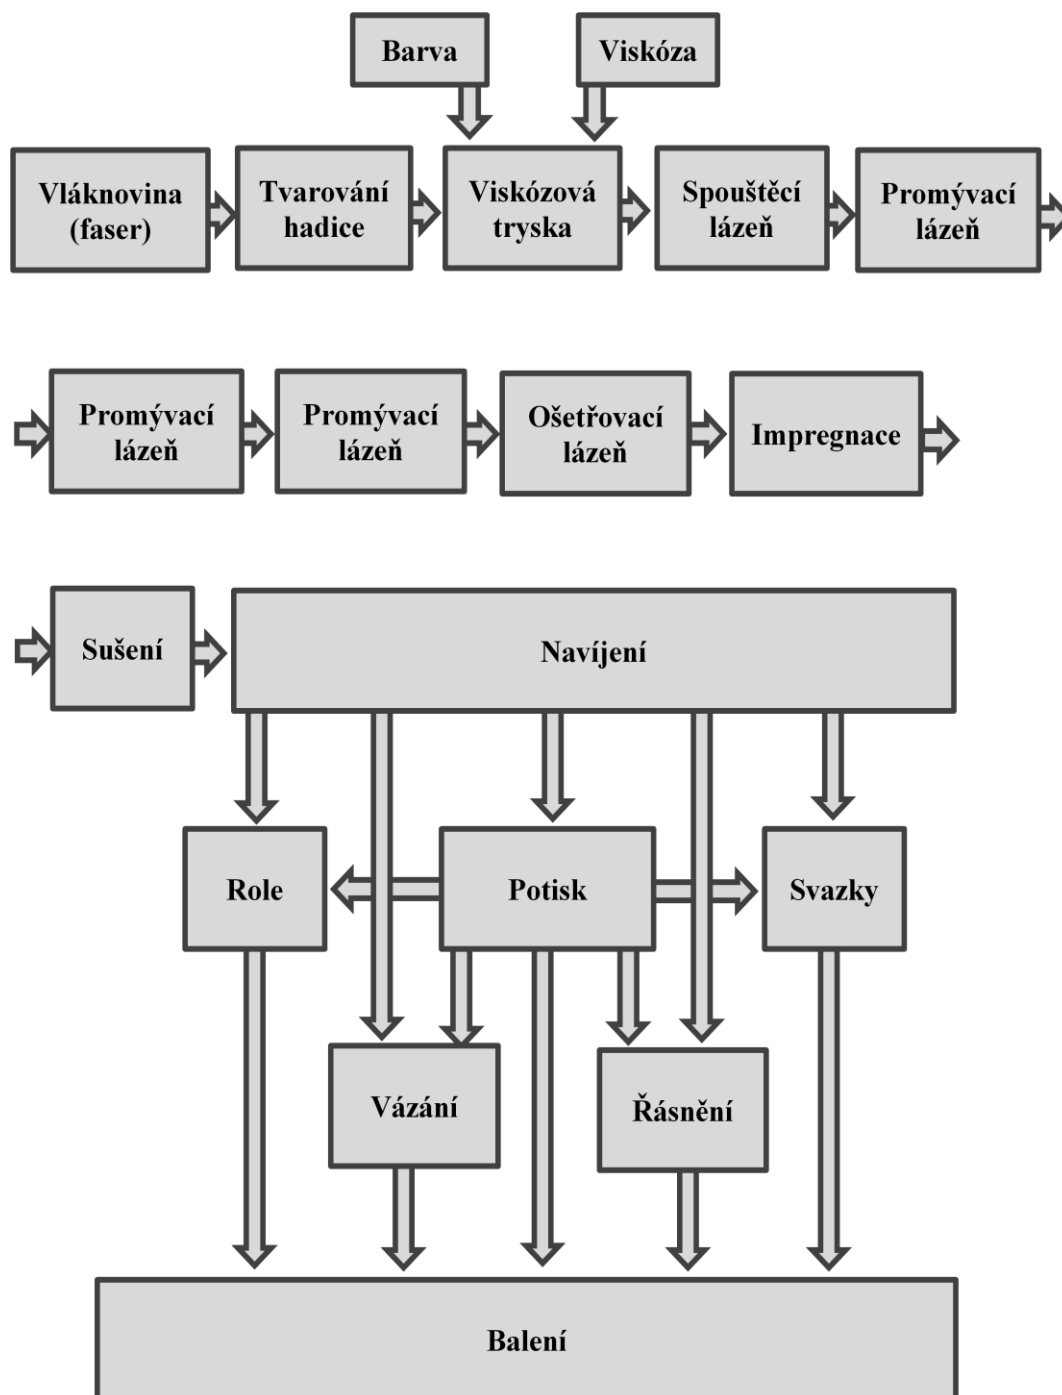 Barva
Viskóza
Vláknovina
(faser)
Tvarování
hadice
Viskózová
tryska
Spouštěcí
lázeň
Promývací
lázeň
Promývací
lázeň
Promývací
lázeň
Ošetřovací
lázeň
Impregnace
Sušení
Navíjení
Role
Potisk
Svazky
Vázání
Řásnění
Balení